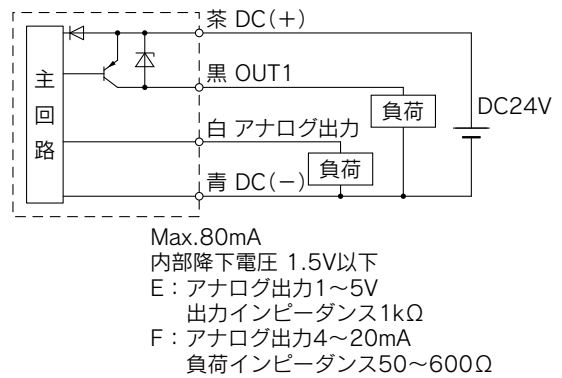 茶 DC(+)
主回路
黒 OUT1
負荷
DC24V
白 アナログ出力
負荷
青 DC(−)
Max.80mA
内部降下電圧 1.5V以下
E：アナログ出力1〜5V
出力インピーダンス1kΩ
F：アナログ出力4〜20mA
負荷インピーダンス50〜600Ω